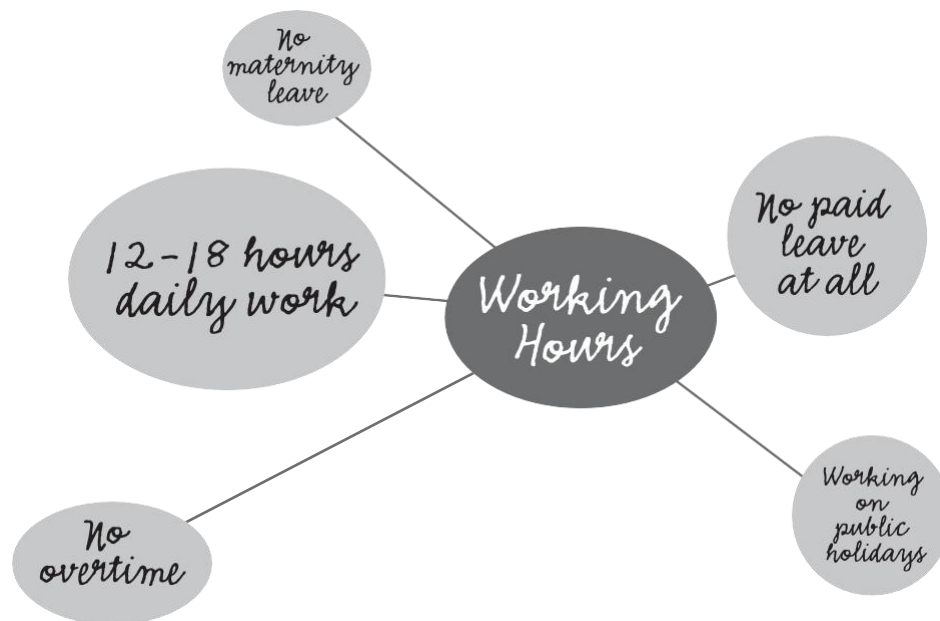 No
maternity
leave
12-18 hours
daily work
Working
Hours
No paid
leave
at all
No
overtime
Working
on
public
holidays